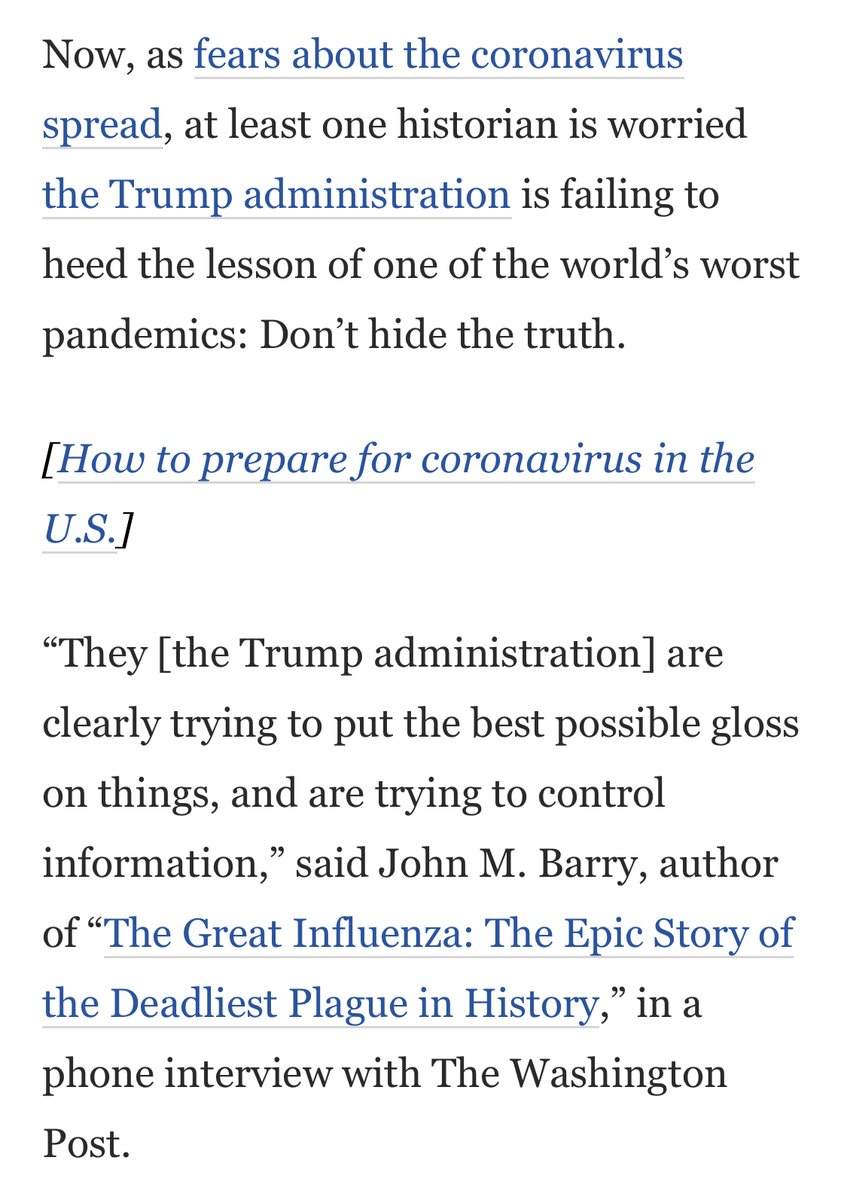 Now, as fears about the coronavirus
spread, at least one historian is worried
the Trump administration is failing to
heed the lesson of one of the world’s worst
pandemics: Don’t hide the truth.
[How to prepare for coronavirus in the
U.S.]
“They [the Trump administration] are
clearly trying to put the best possible gloss
on things, and are trying to control
information,” said John M. Barry, author
of “The Great Influenza: The Epic Story of
the Deadliest Plague in History,” in a
phone interview with The Washington
Post.